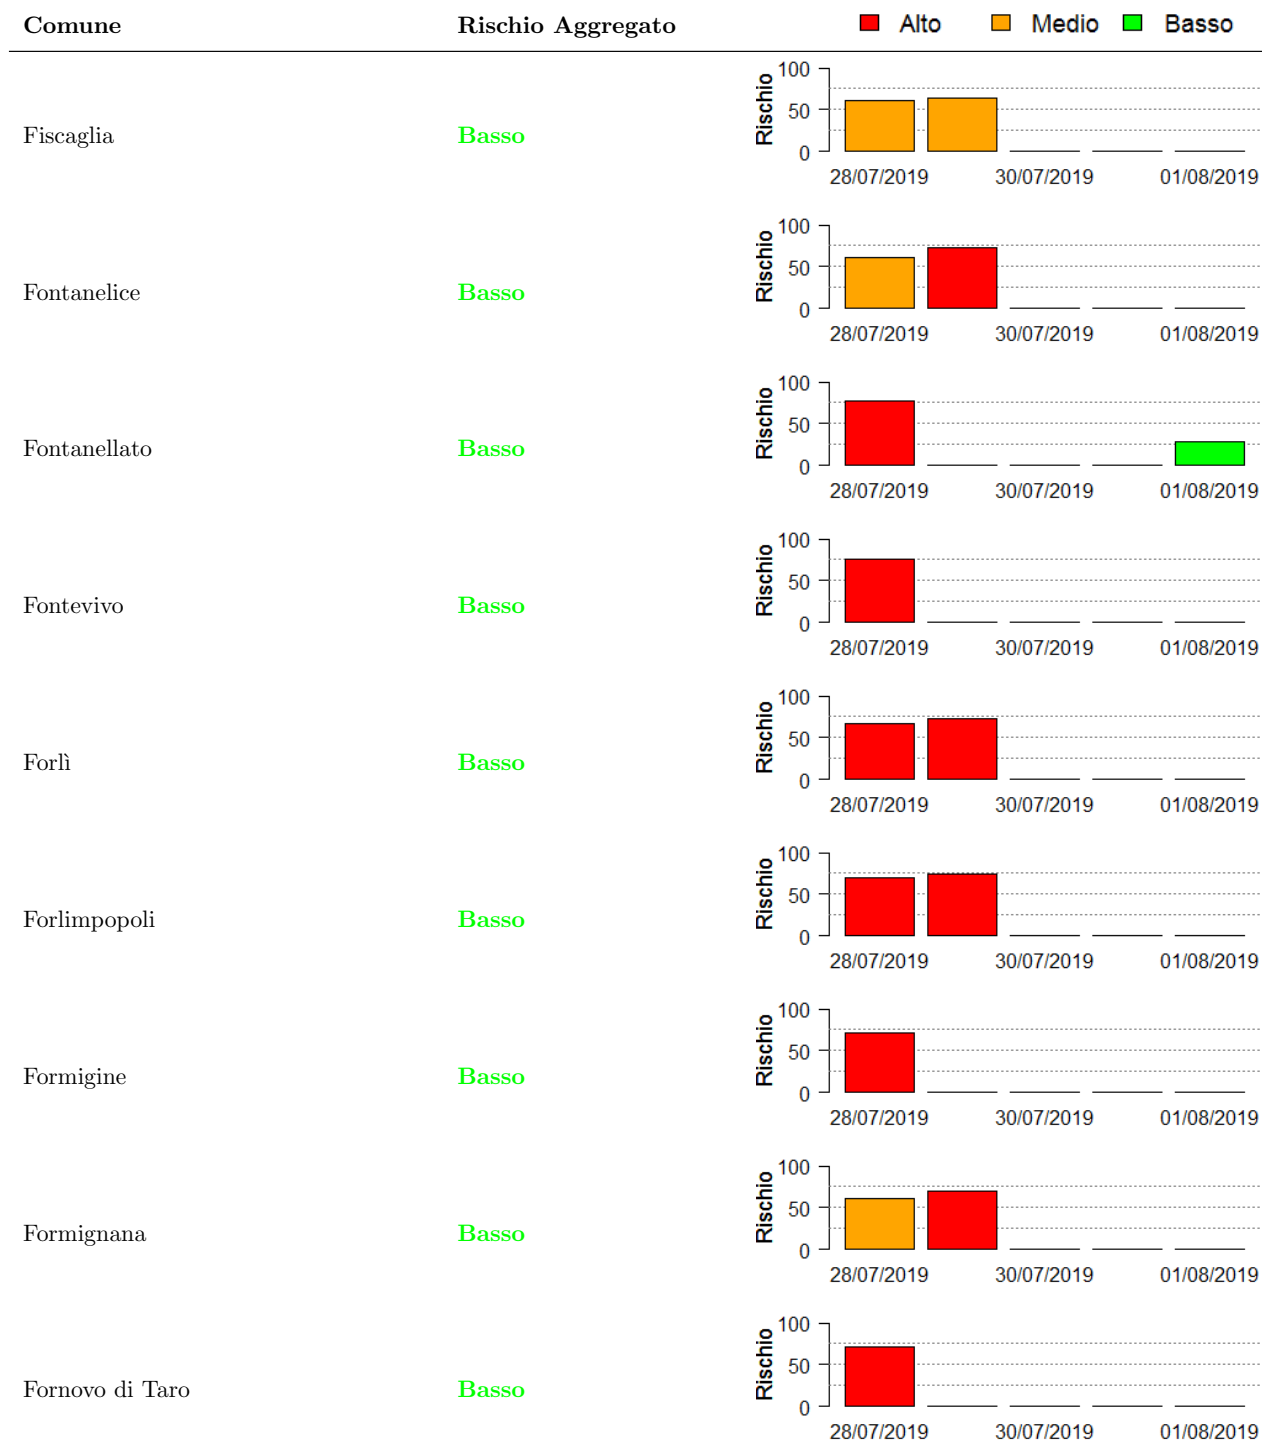 Comune Rischio Aggregato Alto Medio Basso
Fiscaglia Basso Rischio 100 50 0
28/07/2019 30/07/2019 01/08/2019
Fontanelice Basso Rischio 100 50 0
28/07/2019 30/07/2019 01/08/2019
Fontanellato Basso Rischio 100 50 0
28/07/2019 30/07/2019 01/08/2019
Fontevivo Basso Rischio 100 50 0
28/07/2019 30/07/2019 01/08/2019
Forlì Basso Rischio 100 50 0
28/07/2019 30/07/2019 01/08/2019
Forlimpopoli Basso Rischio 100 50 0
28/07/2019 30/07/2019 01/08/2019
Formigine Basso Rischio 100 50 0
28/07/2019 30/07/2019 01/08/2019
Formignana Basso Rischio 100 50 0
28/07/2019 30/07/2019 01/08/2019
Fornovo di Taro Basso Rischio 100 50 0
28/07/2019 30/07/2019 01/08/2019